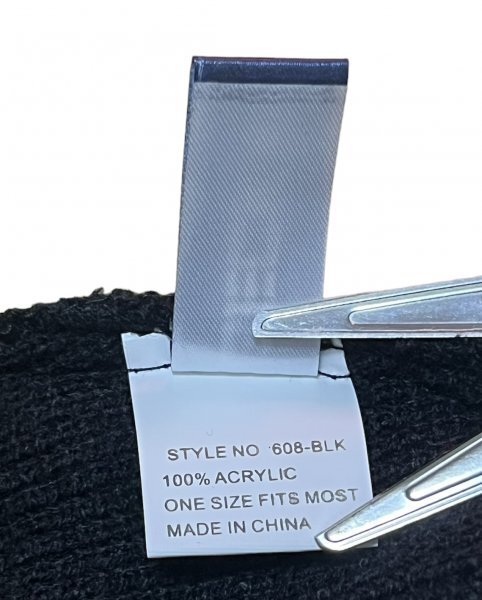 STYLE NO 608-BLK
100% ACRYLIC
ONE SIZE FITS MOST
MADE IN CHINA